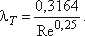 λ_T = 0,3164 / Re^0,25 .